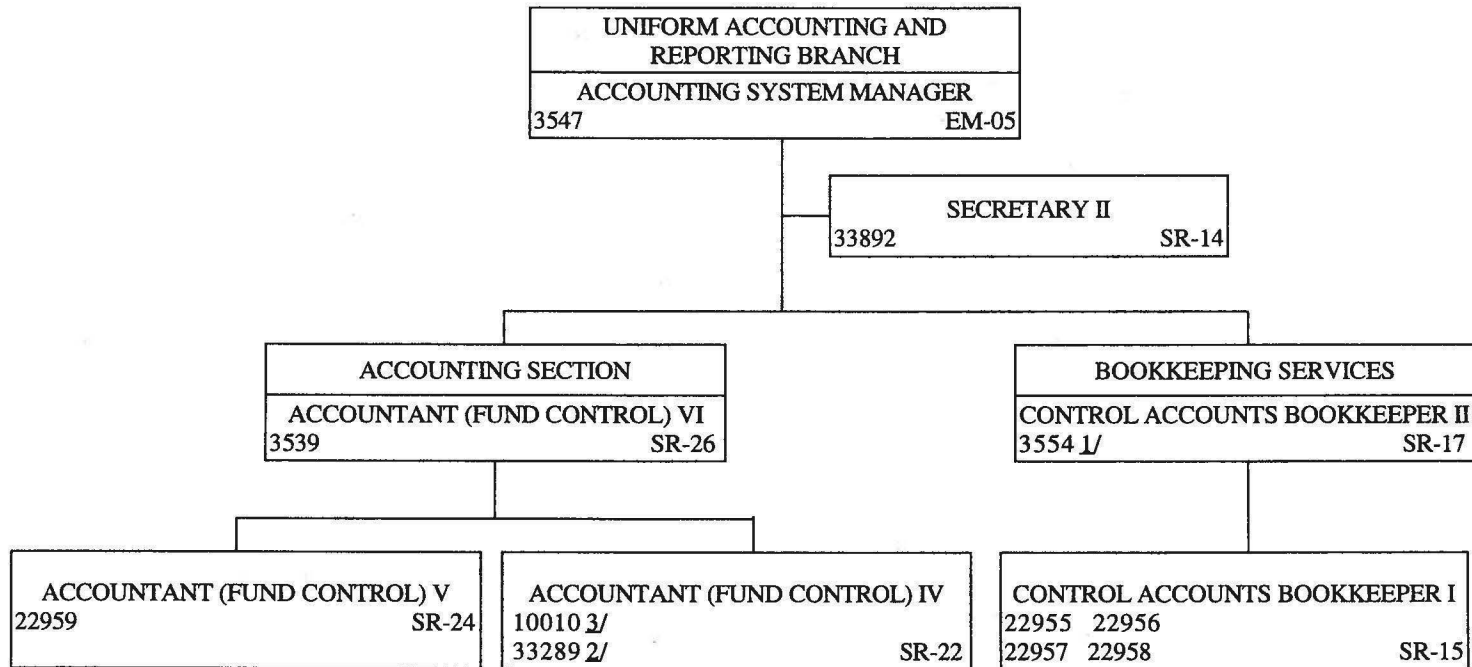 UNIFORM ACCOUNTING AND
REPORTING BRANCH
ACCOUNTING SYSTEM MANAGER
3547 EM-05
SECRETARY II
33892 SR-14
ACCOUNTING SECTION
ACCOUNTANT (FUND CONTROL) VI
3539 SR-26
BOOKKEEPING SERVICES
CONTROL ACCOUNTS BOOKKEEPER II
3554 1/ SR-17
ACCOUNTANT (FUND CONTROL) V
22959 SR-24
ACCOUNTANT (FUND CONTROL) IV
10010 3/
33289 2/ SR-22
CONTROL ACCOUNTS BOOKKEEPER I
22955 22956
22957 22958 SR-15